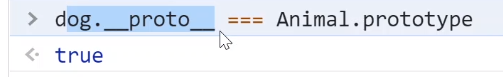 > dog.__proto__ === Animal.prototype
< true